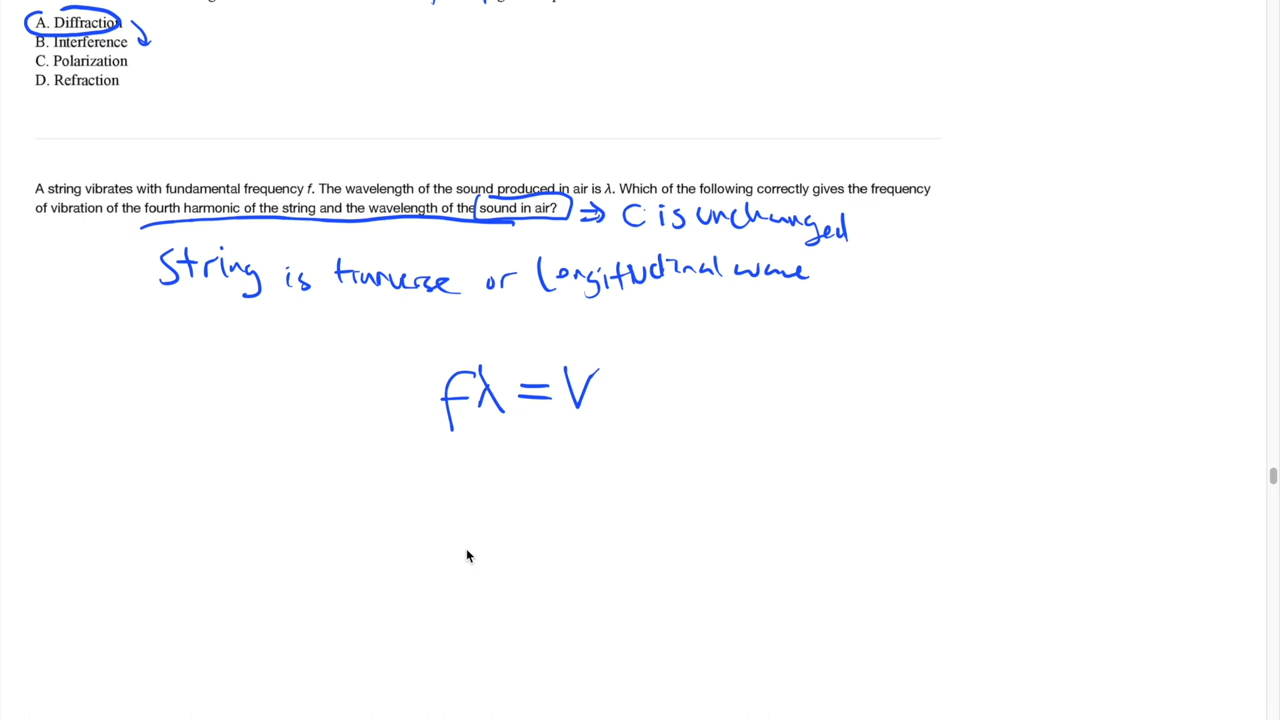 A. Diffraction
B. Interference
C. Polarization
D. Refraction
A string vibrates with fundamental frequency f. The wavelength of the sound produced in air is λ. Which of the following correctly gives the frequency
of vibration of the fourth harmonic of the string and the wavelength of the sound in air? ⇒ C is unchanged
String is tranverse or longitudinal wave
fλ = V